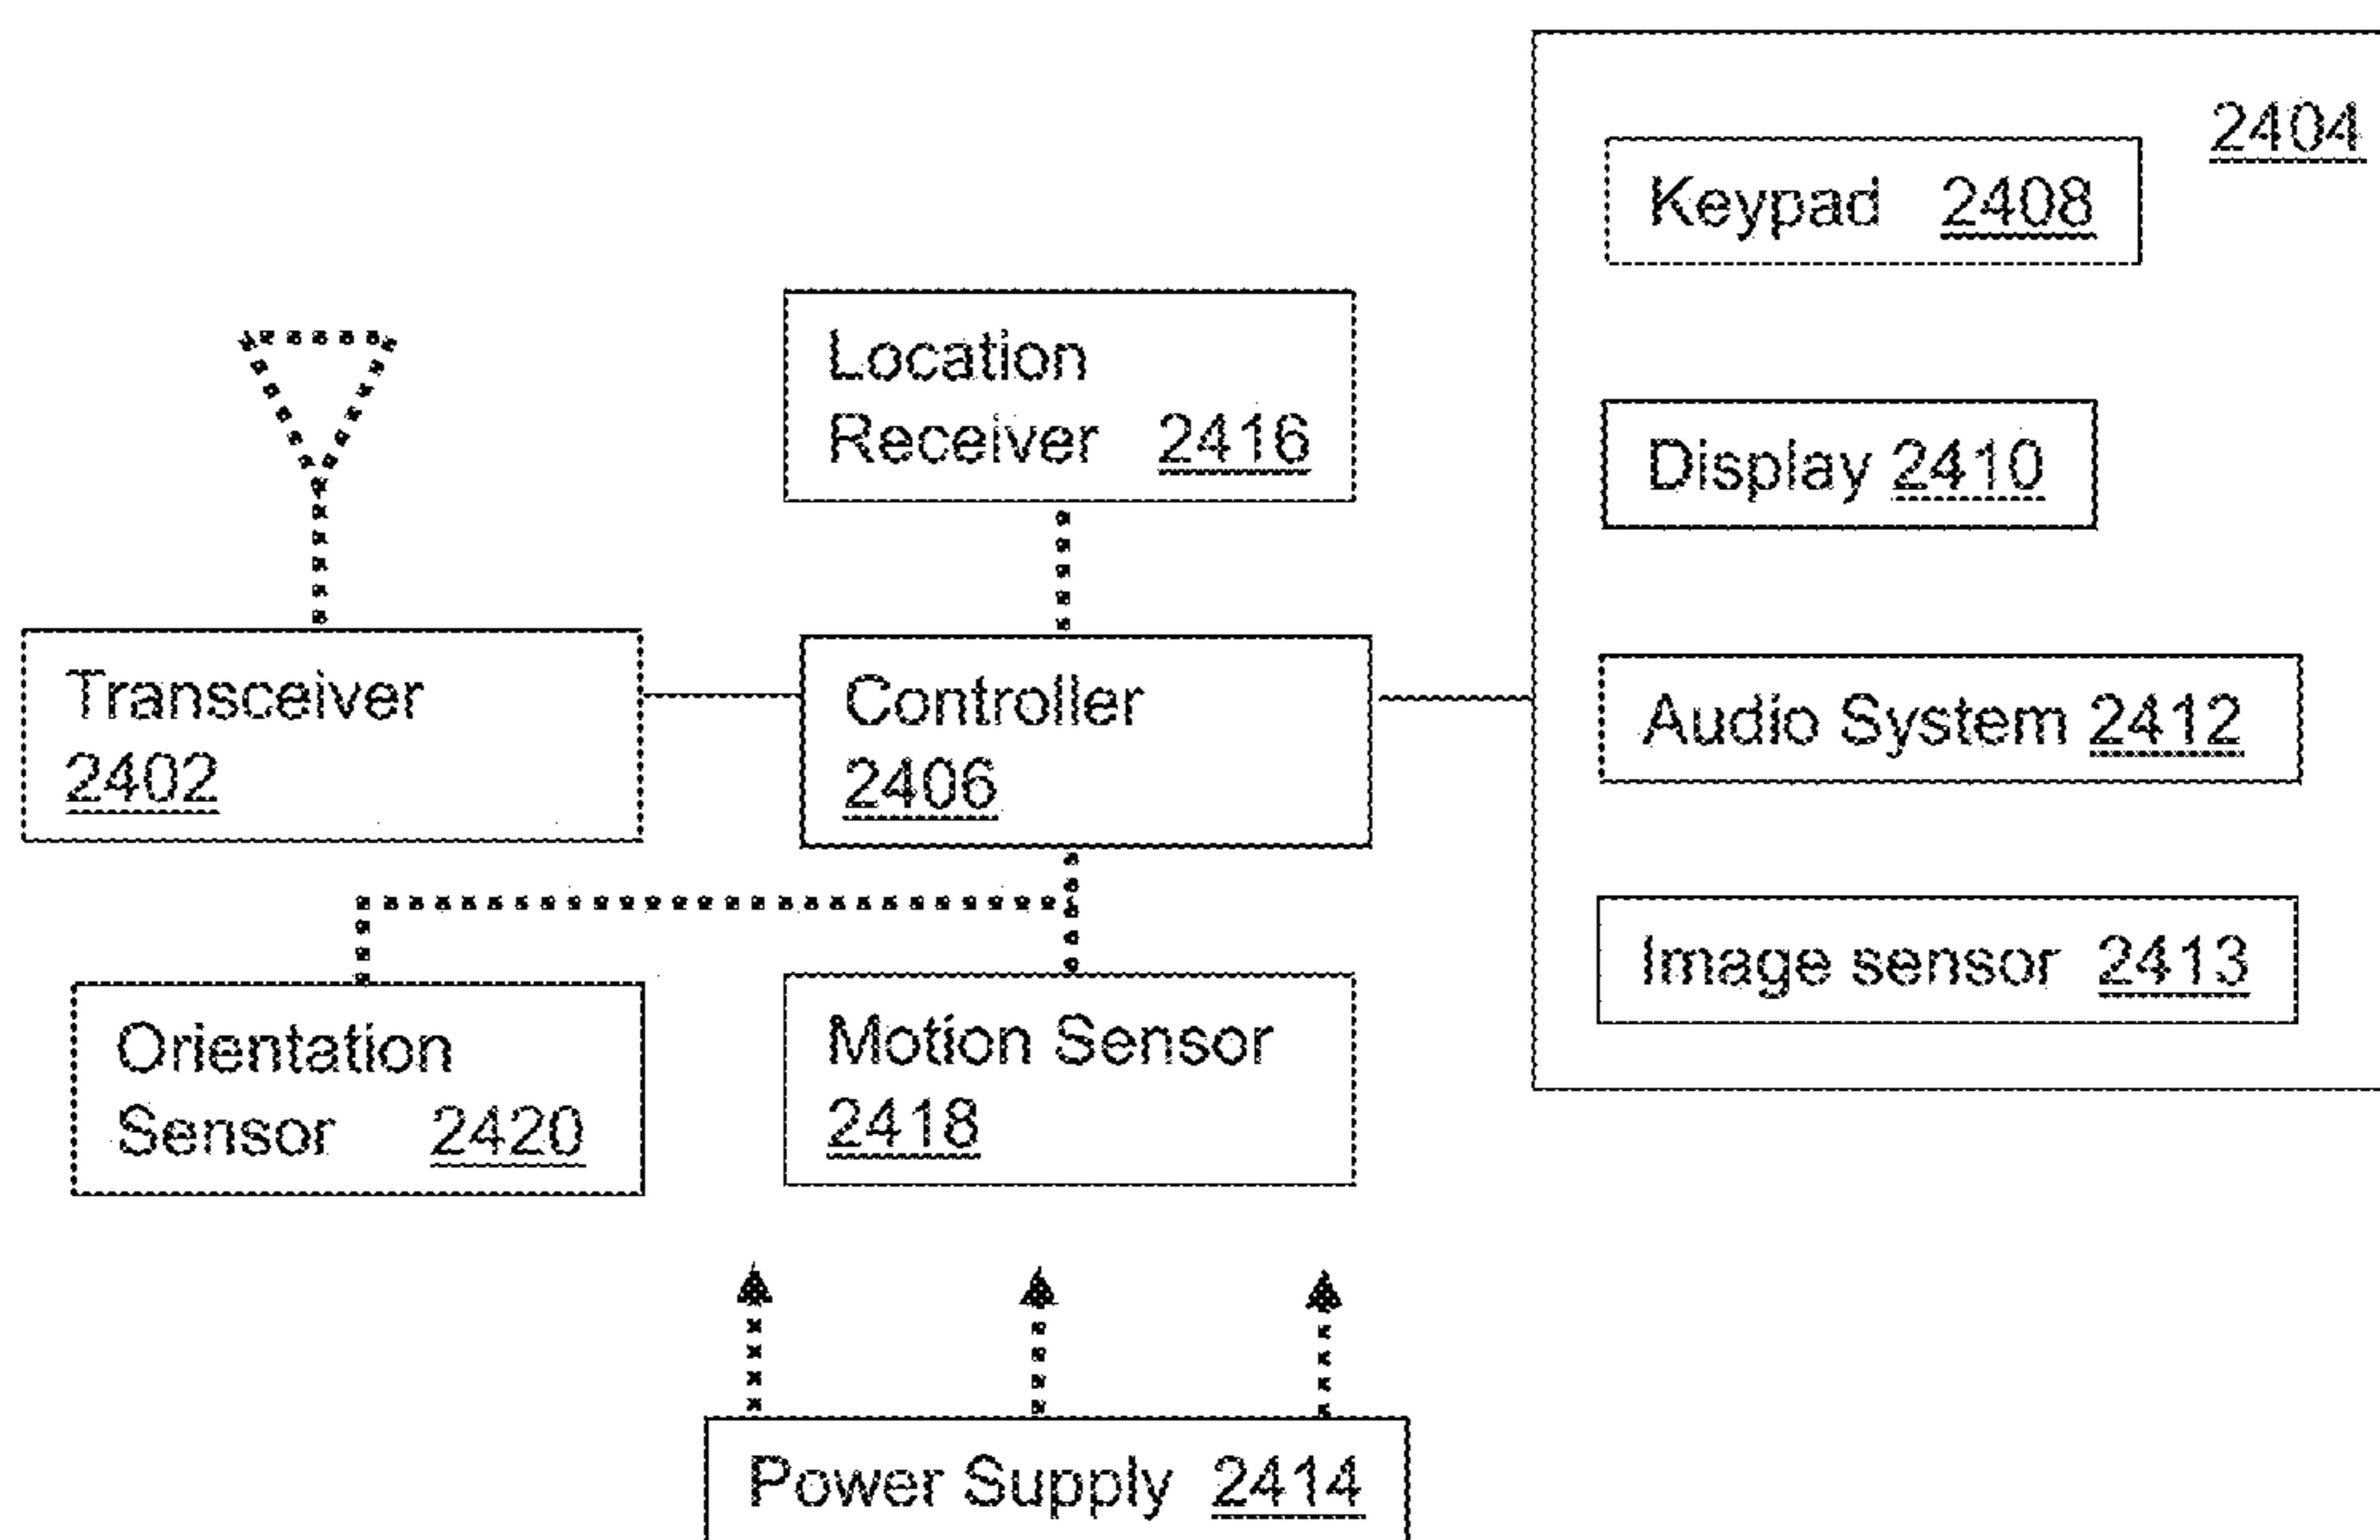 2404
Keypad 2408
Location
Receiver 2416
Display 2410
Transceiver
2402
Controller
2406
Audio System 2412
Image sensor 2413
Orientation
Sensor 2420
Motion Sensor
2418
Power Supply 2414